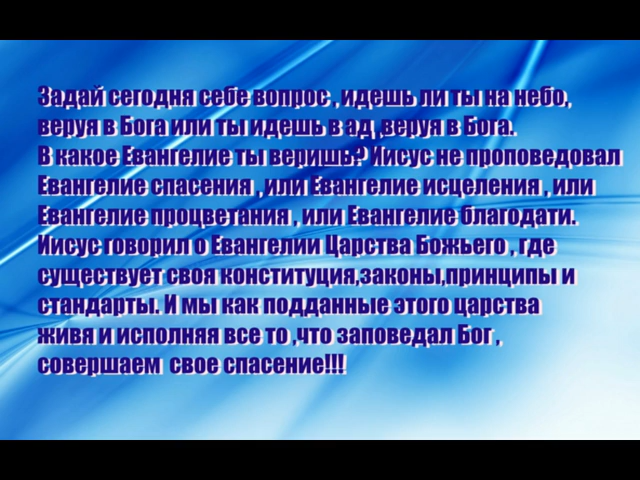 Задай сегодня себе вопрос , идешь ли ты на небо,
веруя в Бога или ты идешь в ад ,веруя в Бога.
В какое Евангелие ты веришь? Иисус не проповедовал
Евангелие спасения , или Евангелие исцеления , или
Евангелие процветания , или Евангелие благодати.
Иисус говорил о Евангелии Царства Божьего , где
существует своя конституция,законы,принципы и
стандарты. И мы как подданные этого царства
живя и исполняя все то ,что заповедал Бог ,
совершаем свое спасение!!!